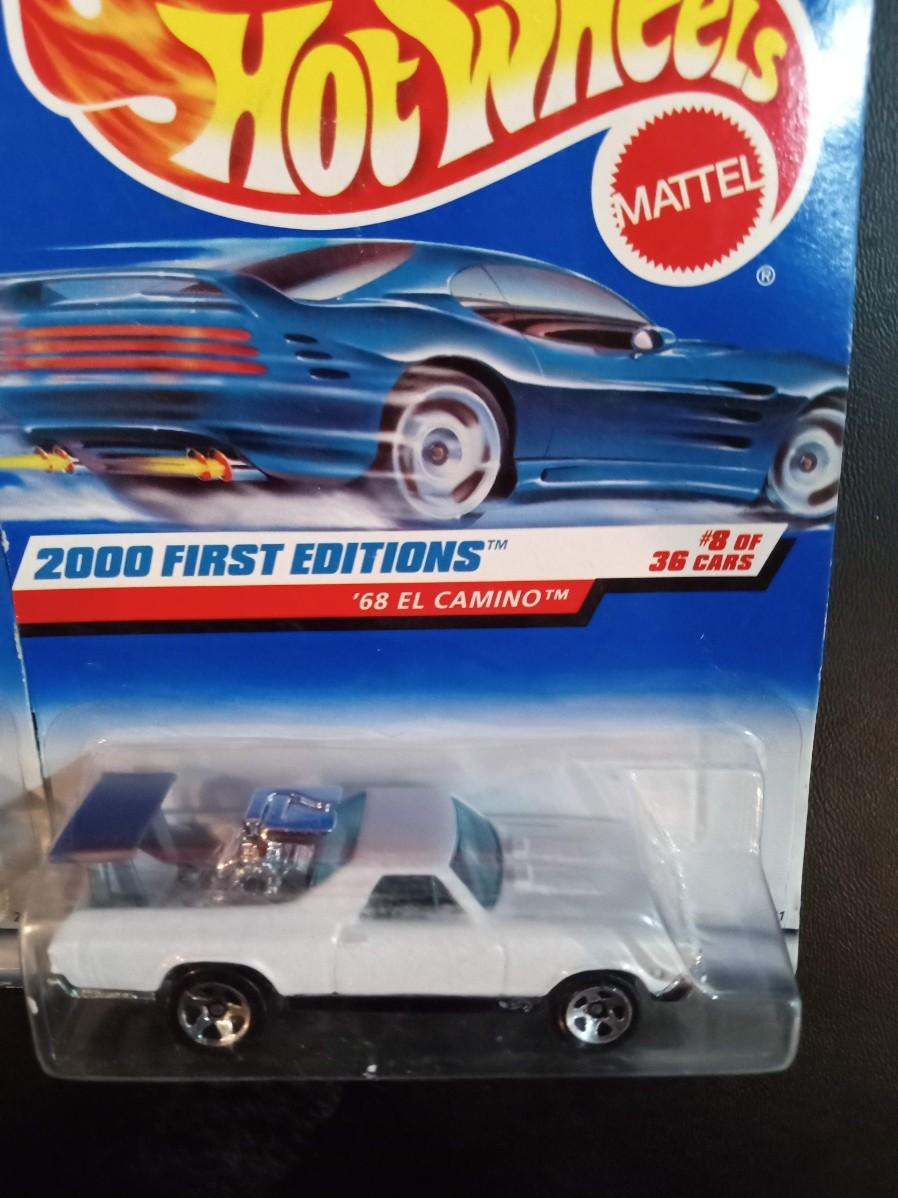 Hot Wheels
MATTEL
®
2000 FIRST EDITIONS™
#8 OF
36 CARS
'68 EL CAMINO™